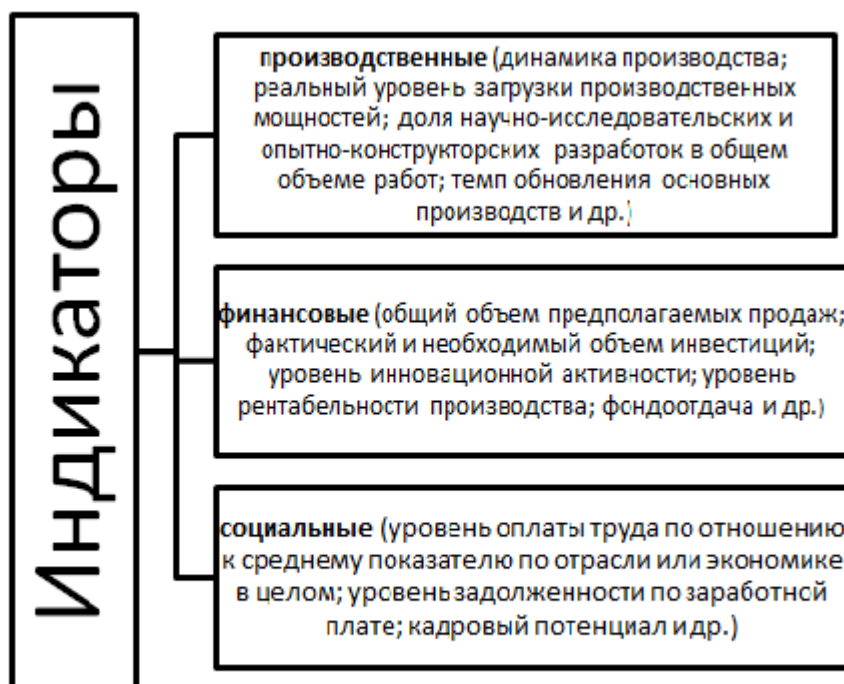 Индикаторы
производственные (динамика производства;
реальный уровень загрузки производственных
мощностей; доля научно-исследовательских и
опытно-конструкторских разработок в общем
объеме работ; темп обновления основных
производств и др.)
финансовые (общий объем предполагаемых продаж;
фактический и необходимый объем инвестиций;
уровень инновационной активности; уровень
рентабельности производства; фондоотдача и др.)
социальные (уровень оплаты труда по отношению
к среднему показателю по отрасли или экономике
в целом; уровень задолженности по заработной
плате; кадровый потенциал и др.)